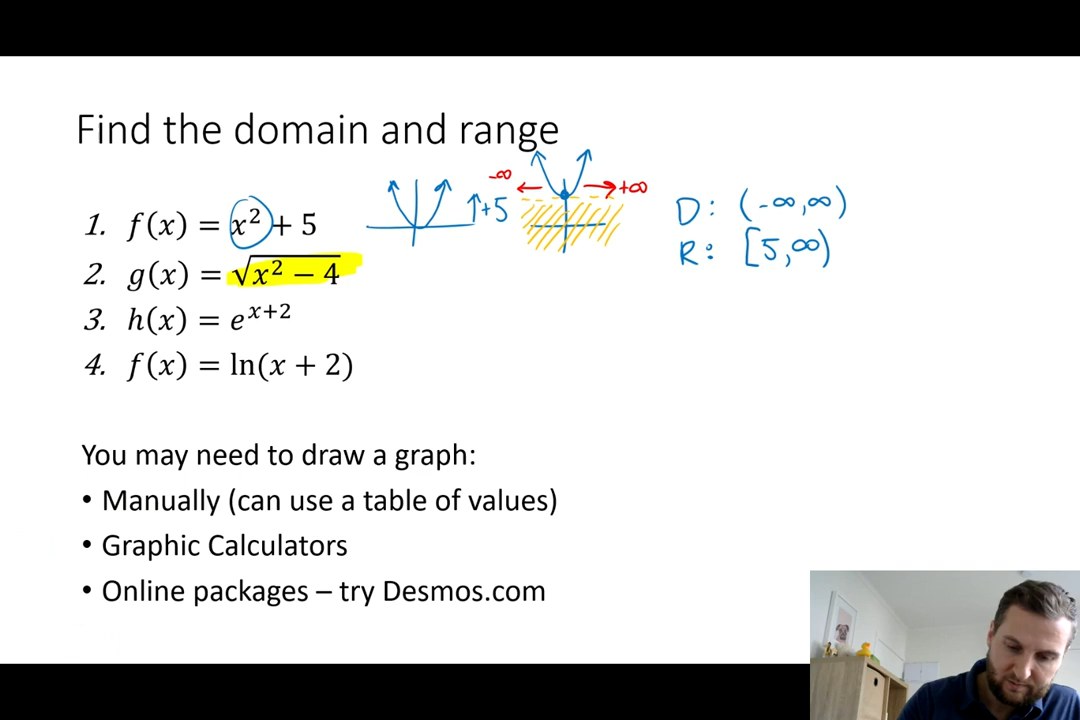 Find the domain and range
1. f(x) = x² + 5
↑+5
-∞
+∞
D: (-∞,∞)
R: [5,∞)
2. g(x) = √(x² − 4)
3. h(x) = eˣ⁺²
4. f(x) = ln(x + 2)
You may need to draw a graph:
• Manually (can use a table of values)
• Graphic Calculators
• Online packages – try Desmos.com